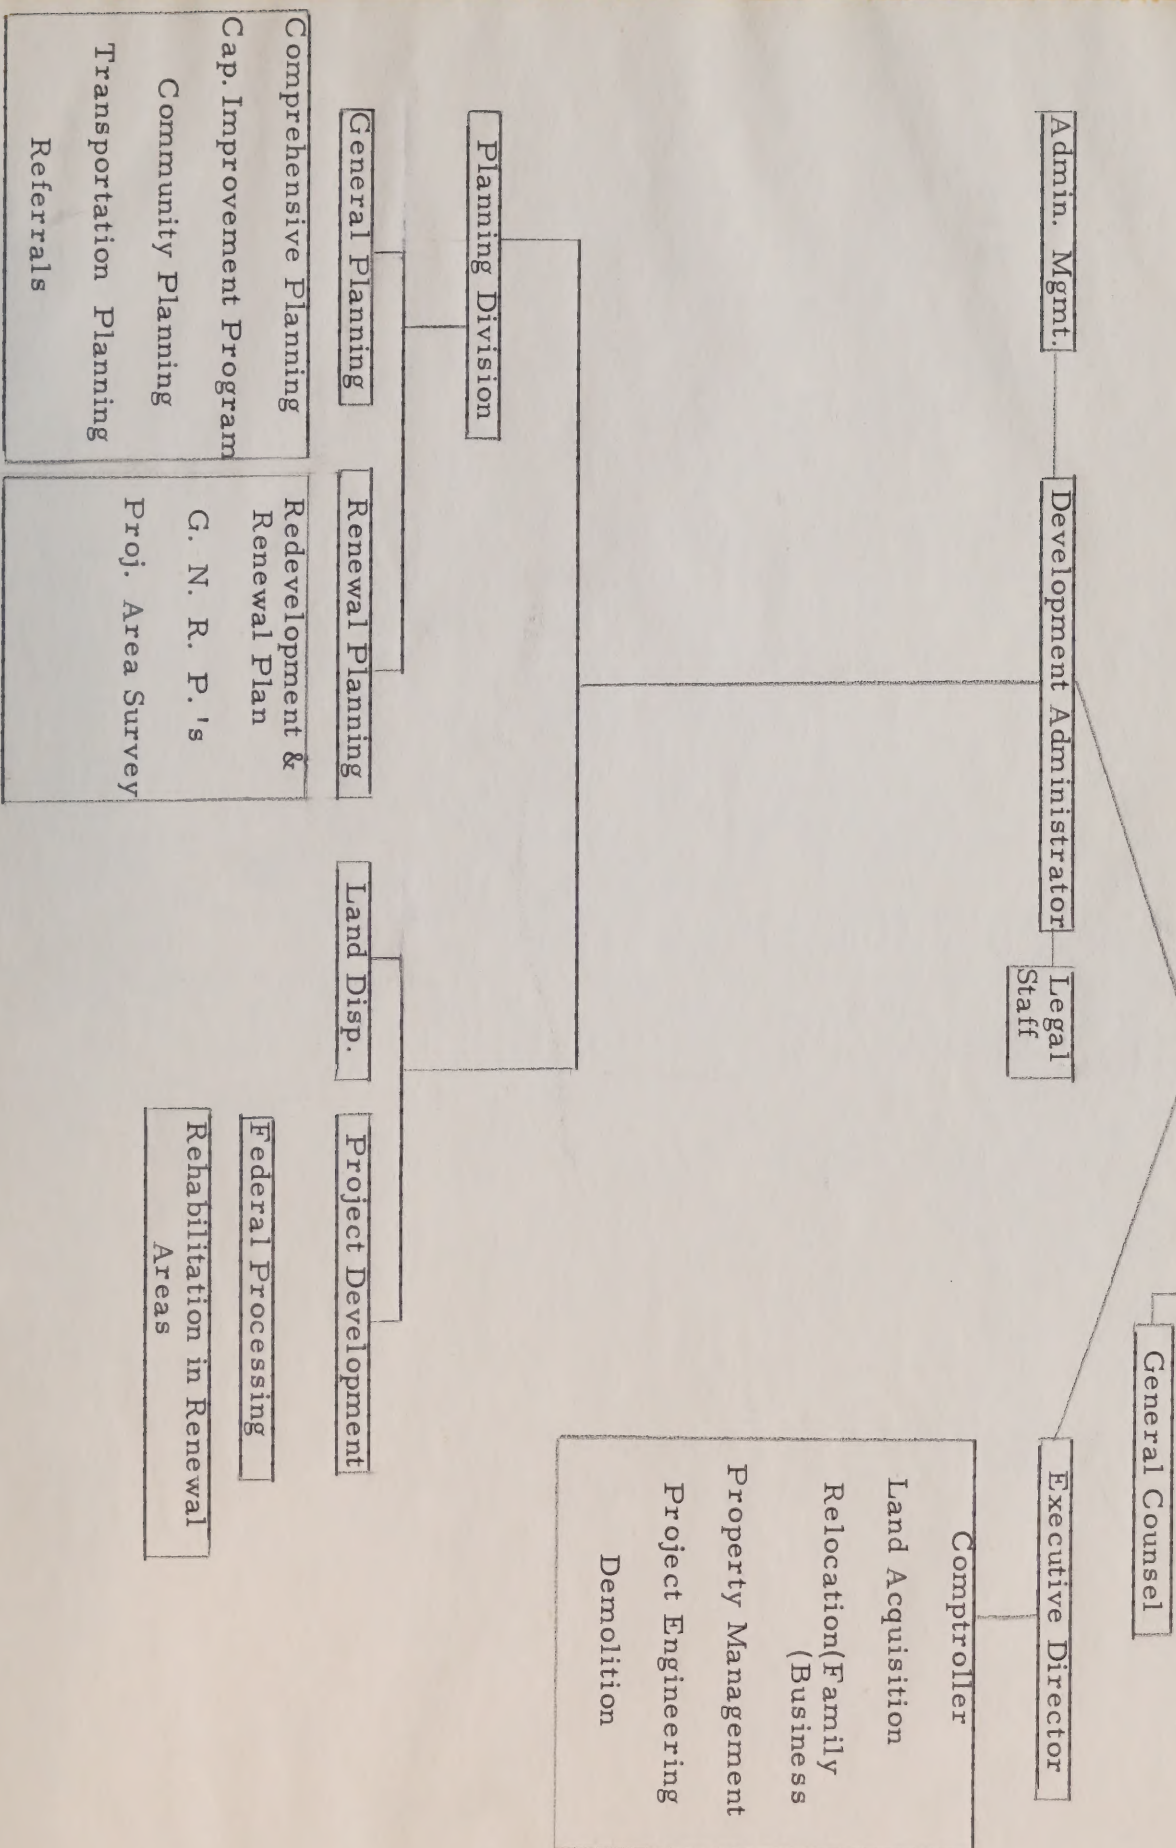 General Counsel
Admin. Mgmt.
Development Administrator
Legal
Staff
Executive Director
Comptroller
Land Acquisition
Relocation(Family
(Business
Property Management
Project Engineering
Demolition
Planning Division
General Planning
Renewal Planning
Land Disp.
Project Development
Comprehensive Planning
Cap. Improvement Program
Community Planning
Transportation Planning
Referrals
Redevelopment &
Renewal Plan
G. N. R. P.'s
Proj. Area Survey
Federal Processing
Rehabilitation in Renewal
Areas